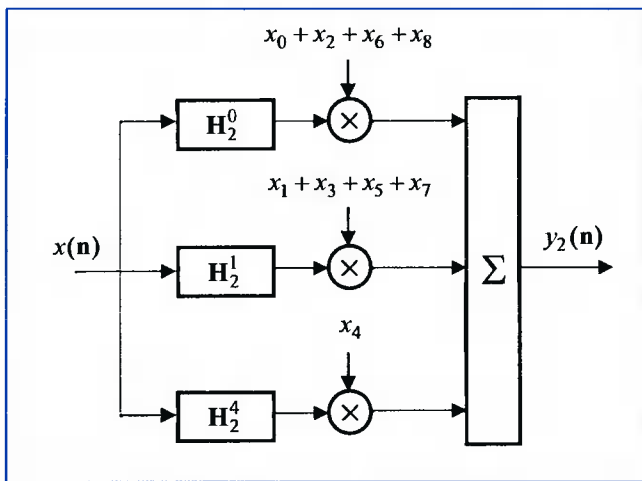 x₀ + x₂ + x₆ + x₈
H₂⁰
×
x₁ + x₃ + x₅ + x₇
x(n)
H₂¹
×
Σ
y₂(n)
x₄
H₂⁴
×